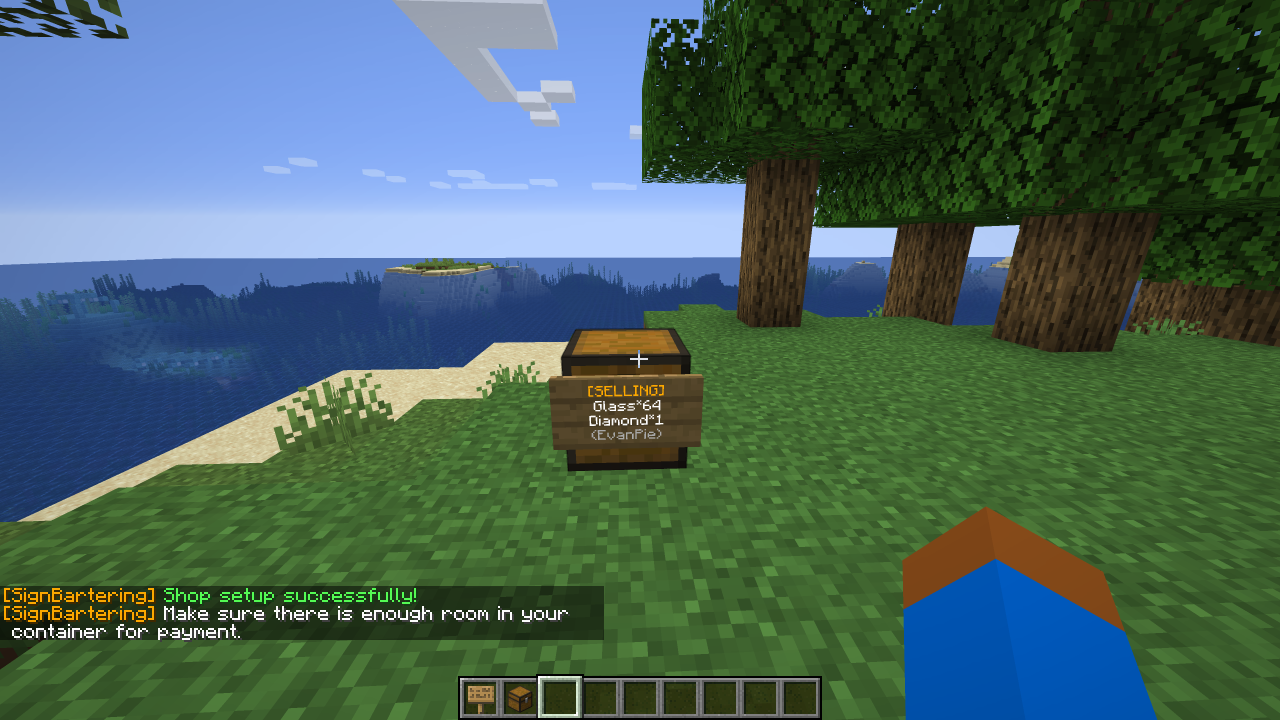 [SELLING]
Glass*64
Diamond*1
(EvanPie)
[SignBartering] Shop setup successfully!
[SignBartering] Make sure there is enough room in your
container for payment.